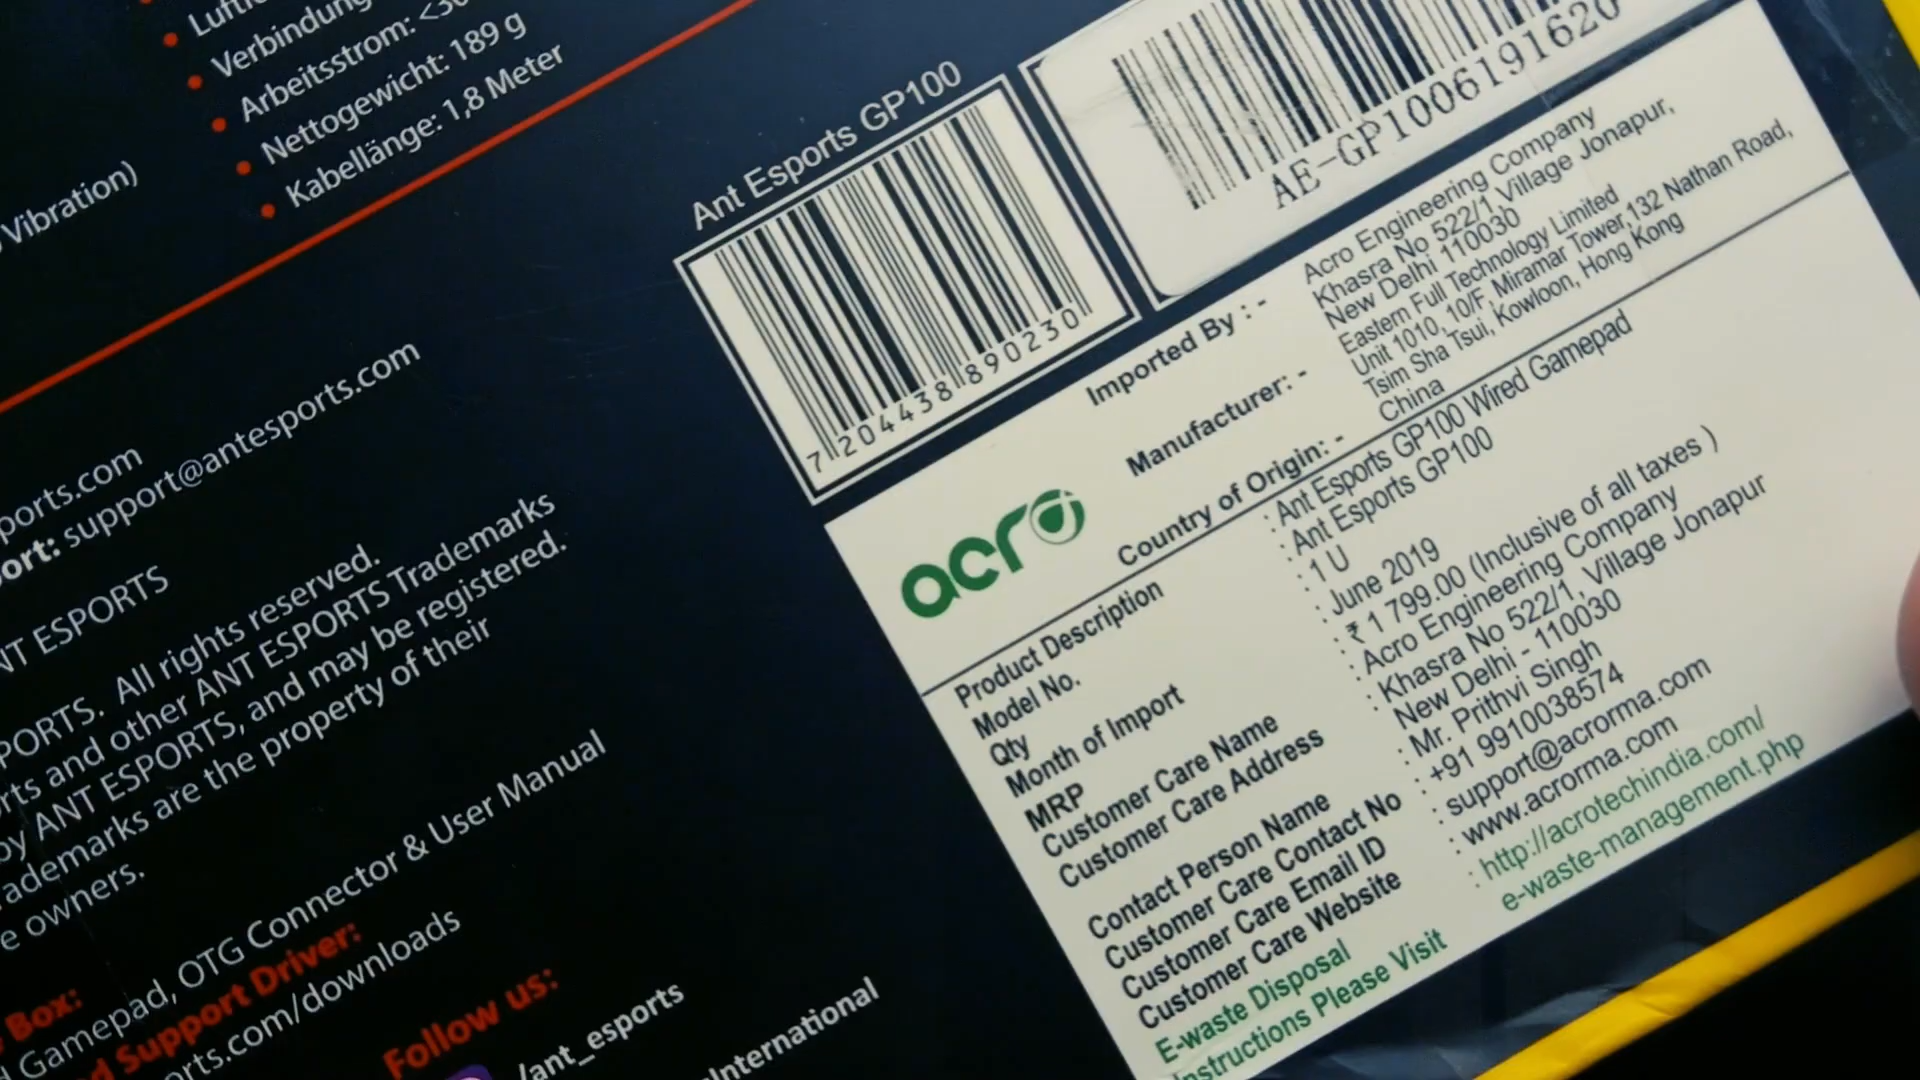 Verbindung
Arbeitsstrom: <30
Nettogewicht: 189 g
Kabellänge: 1,8 Meter
Vibration)
ports.com
ort: support@antesports.com
NT ESPORTS
PORTS. All rights reserved.
rts and other ANT ESPORTS Trademarks
by ANT ESPORTS, and may be registered.
ademarks are the property of their
e owners.
Box:
Gamepad, OTG Connector & User Manual
d Support Driver:
orts.com/downloads
Follow us:
/ant_esports
International
Ant Esports GP100
7 204438 890230
AE-GP1006191620
Imported By : - Acro Engineering Company
Khasra No 522/1 Village Jonapur,
New Delhi 110030
Manufacturer: - Eastern Full Technology Limited
Unit 1010, 10/F, Miramar Tower,132 Nathan Road,
Tsim Sha Tsui, Kowloon, Hong Kong
Country of Origin: - China
acro
Product Description : Ant Esports GP100 Wired Gamepad
Model No. : Ant Esports GP100
Qty : 1 U
Month of Import : June 2019
MRP : ₹ 1 799.00 (Inclusive of all taxes )
Customer Care Name : Acro Engineering Company
Customer Care Address : Khasra No 522/1, Village Jonapur
New Delhi - 110030
Contact Person Name : Mr. Prithvi Singh
Customer Care Contact No : +91 9910038574
Customer Care Email ID : support@acrorma.com
Customer Care Website : www.acrorma.com
E-waste Disposal : http://acrotechindia.com/
Instructions Please Visit e-waste-management.php